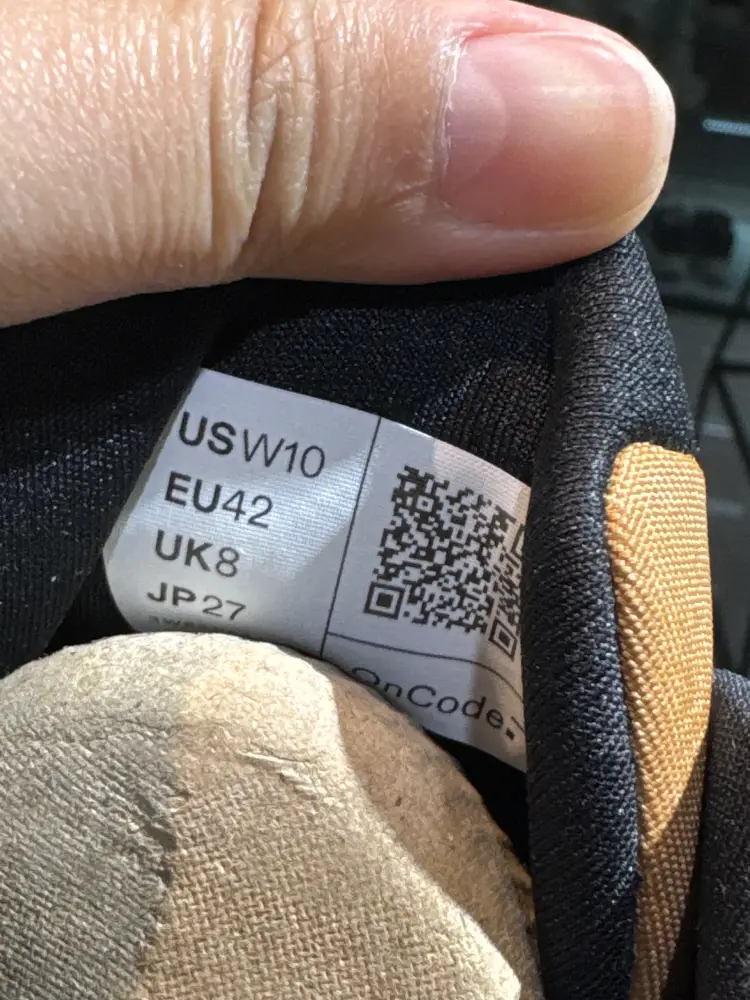 USW10
EU42
UK8
JP27
OnCode.